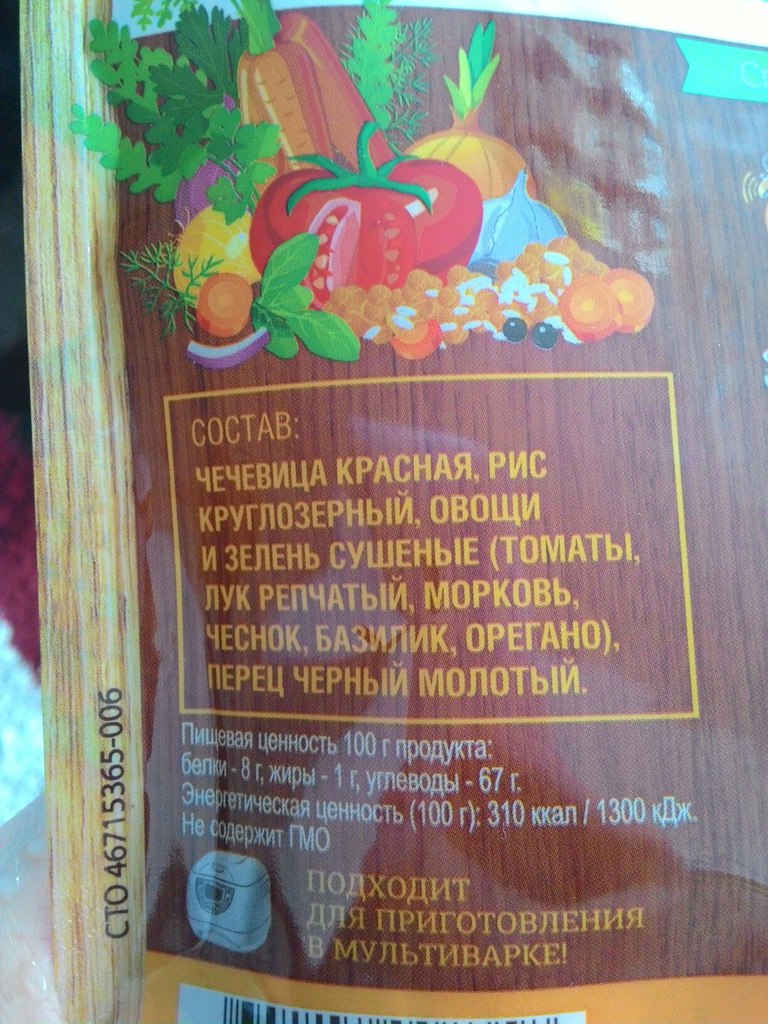 СОСТАВ:
ЧЕЧЕВИЦА КРАСНАЯ, РИС
КРУГЛОЗЕРНЫЙ, ОВОЩИ
И ЗЕЛЕНЬ СУШЕНЫЕ (ТОМАТЫ,
ЛУК РЕПЧАТЫЙ, МОРКОВЬ,
ЧЕСНОК, БАЗИЛИК, ОРЕГАНО),
ПЕРЕЦ ЧЕРНЫЙ МОЛОТЫЙ.
Пищевая ценность 100 г продукта:
белки - 8 г, жиры - 1 г, углеводы - 67 г.
Энергетическая ценность (100 г): 310 ккал / 1300 кДж.
Не содержит ГМО
ПОДХОДИТ
ДЛЯ ПРИГОТОВЛЕНИЯ
В МУЛЬТИВАРКЕ!
СТО 46715365-006